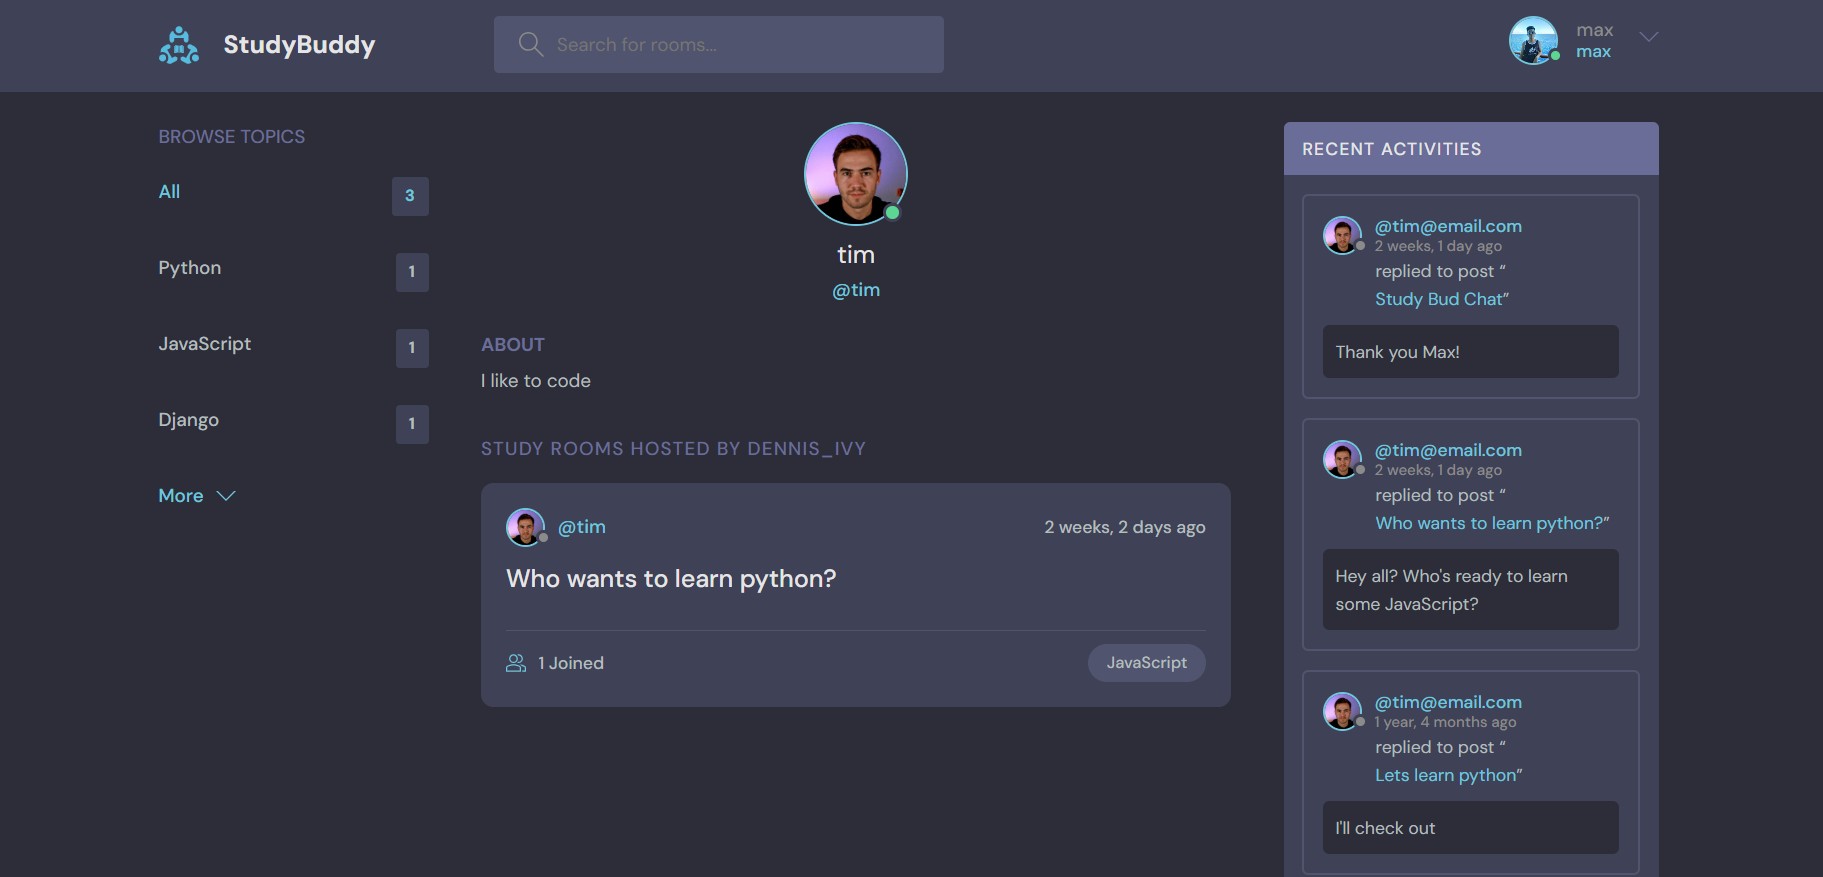 StudyBuddy
Search for rooms...
max
max
BROWSE TOPICS
All 3
Python 1
JavaScript 1
Django 1
More
tim
@tim
ABOUT
I like to code
STUDY ROOMS HOSTED BY DENNIS_IVY
@tim 2 weeks, 2 days ago
Who wants to learn python?
1 Joined JavaScript
RECENT ACTIVITIES
@tim@email.com
2 weeks, 1 day ago
replied to post “
Study Bud Chat”
Thank you Max!
@tim@email.com
2 weeks, 1 day ago
replied to post “
Who wants to learn python?”
Hey all? Who's ready to learn
some JavaScript?
@tim@email.com
1 year, 4 months ago
replied to post “
Lets learn python”
I'll check out